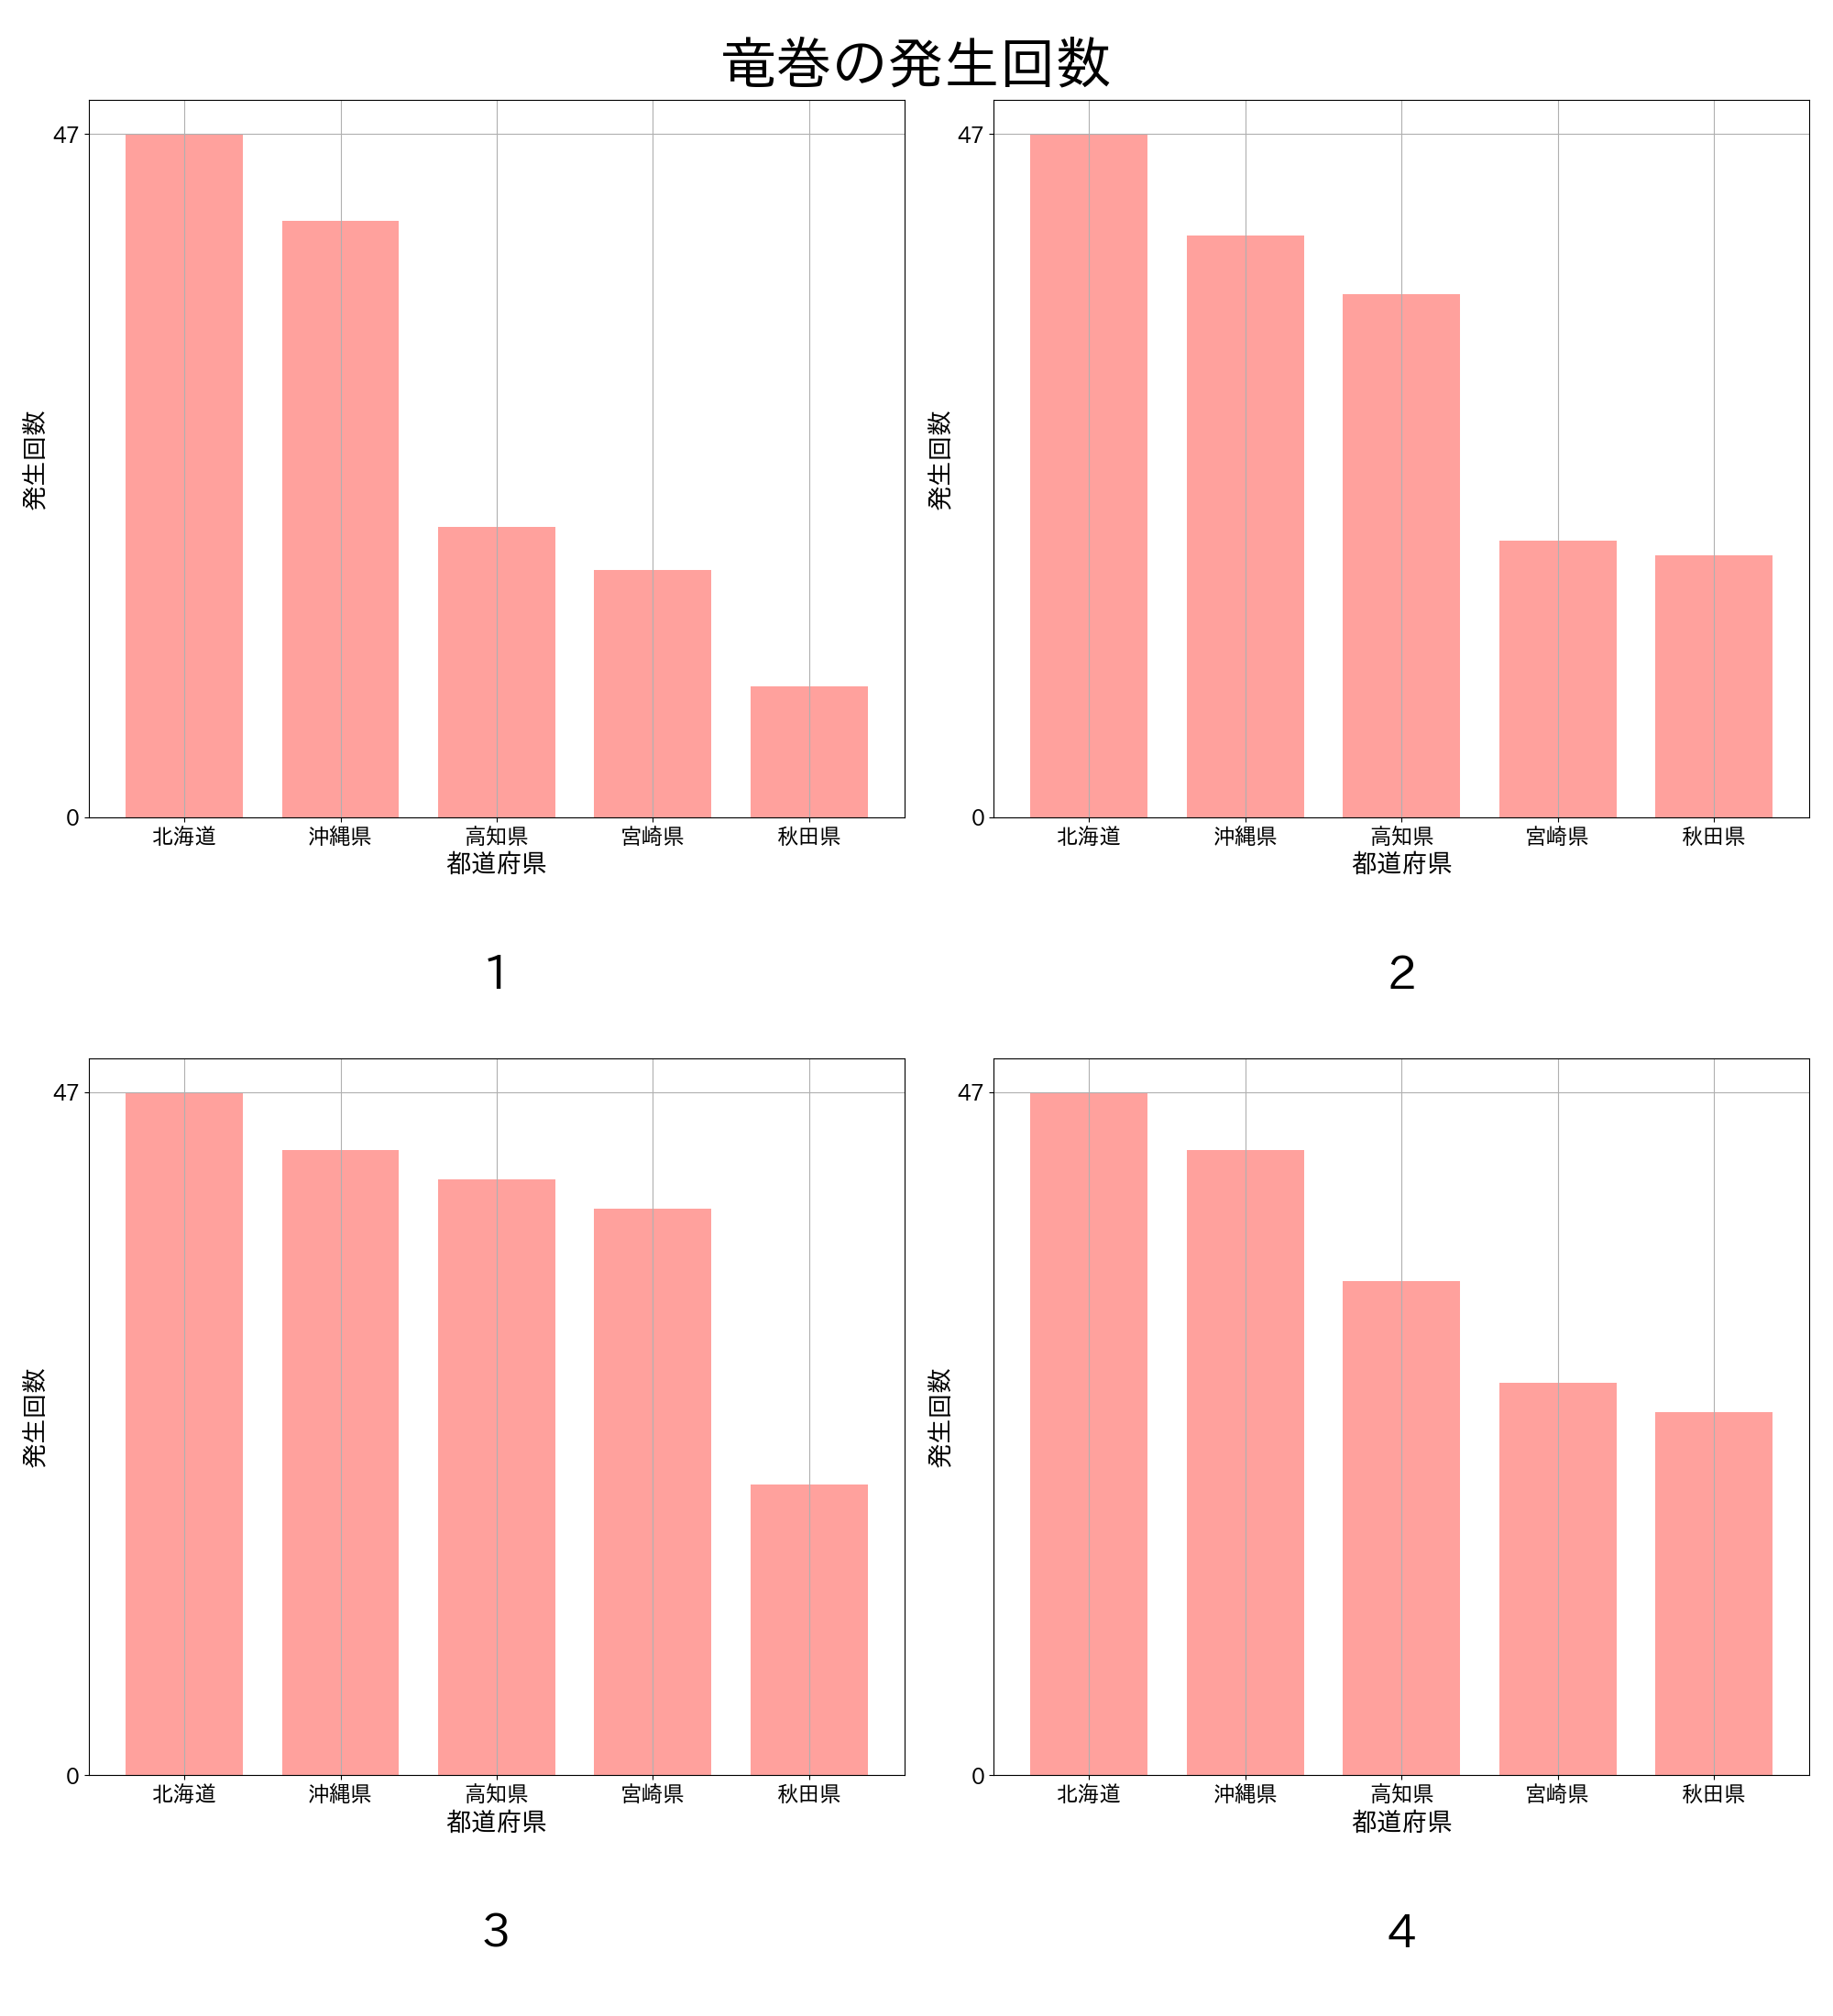 竜巻の発生回数
47
0
発生回数
北海道 沖縄県 高知県 宮崎県 秋田県
都道府県
1
47
0
発生回数
北海道 沖縄県 高知県 宮崎県 秋田県
都道府県
2
47
0
発生回数
北海道 沖縄県 高知県 宮崎県 秋田県
都道府県
3
47
0
発生回数
北海道 沖縄県 高知県 宮崎県 秋田県
都道府県
4